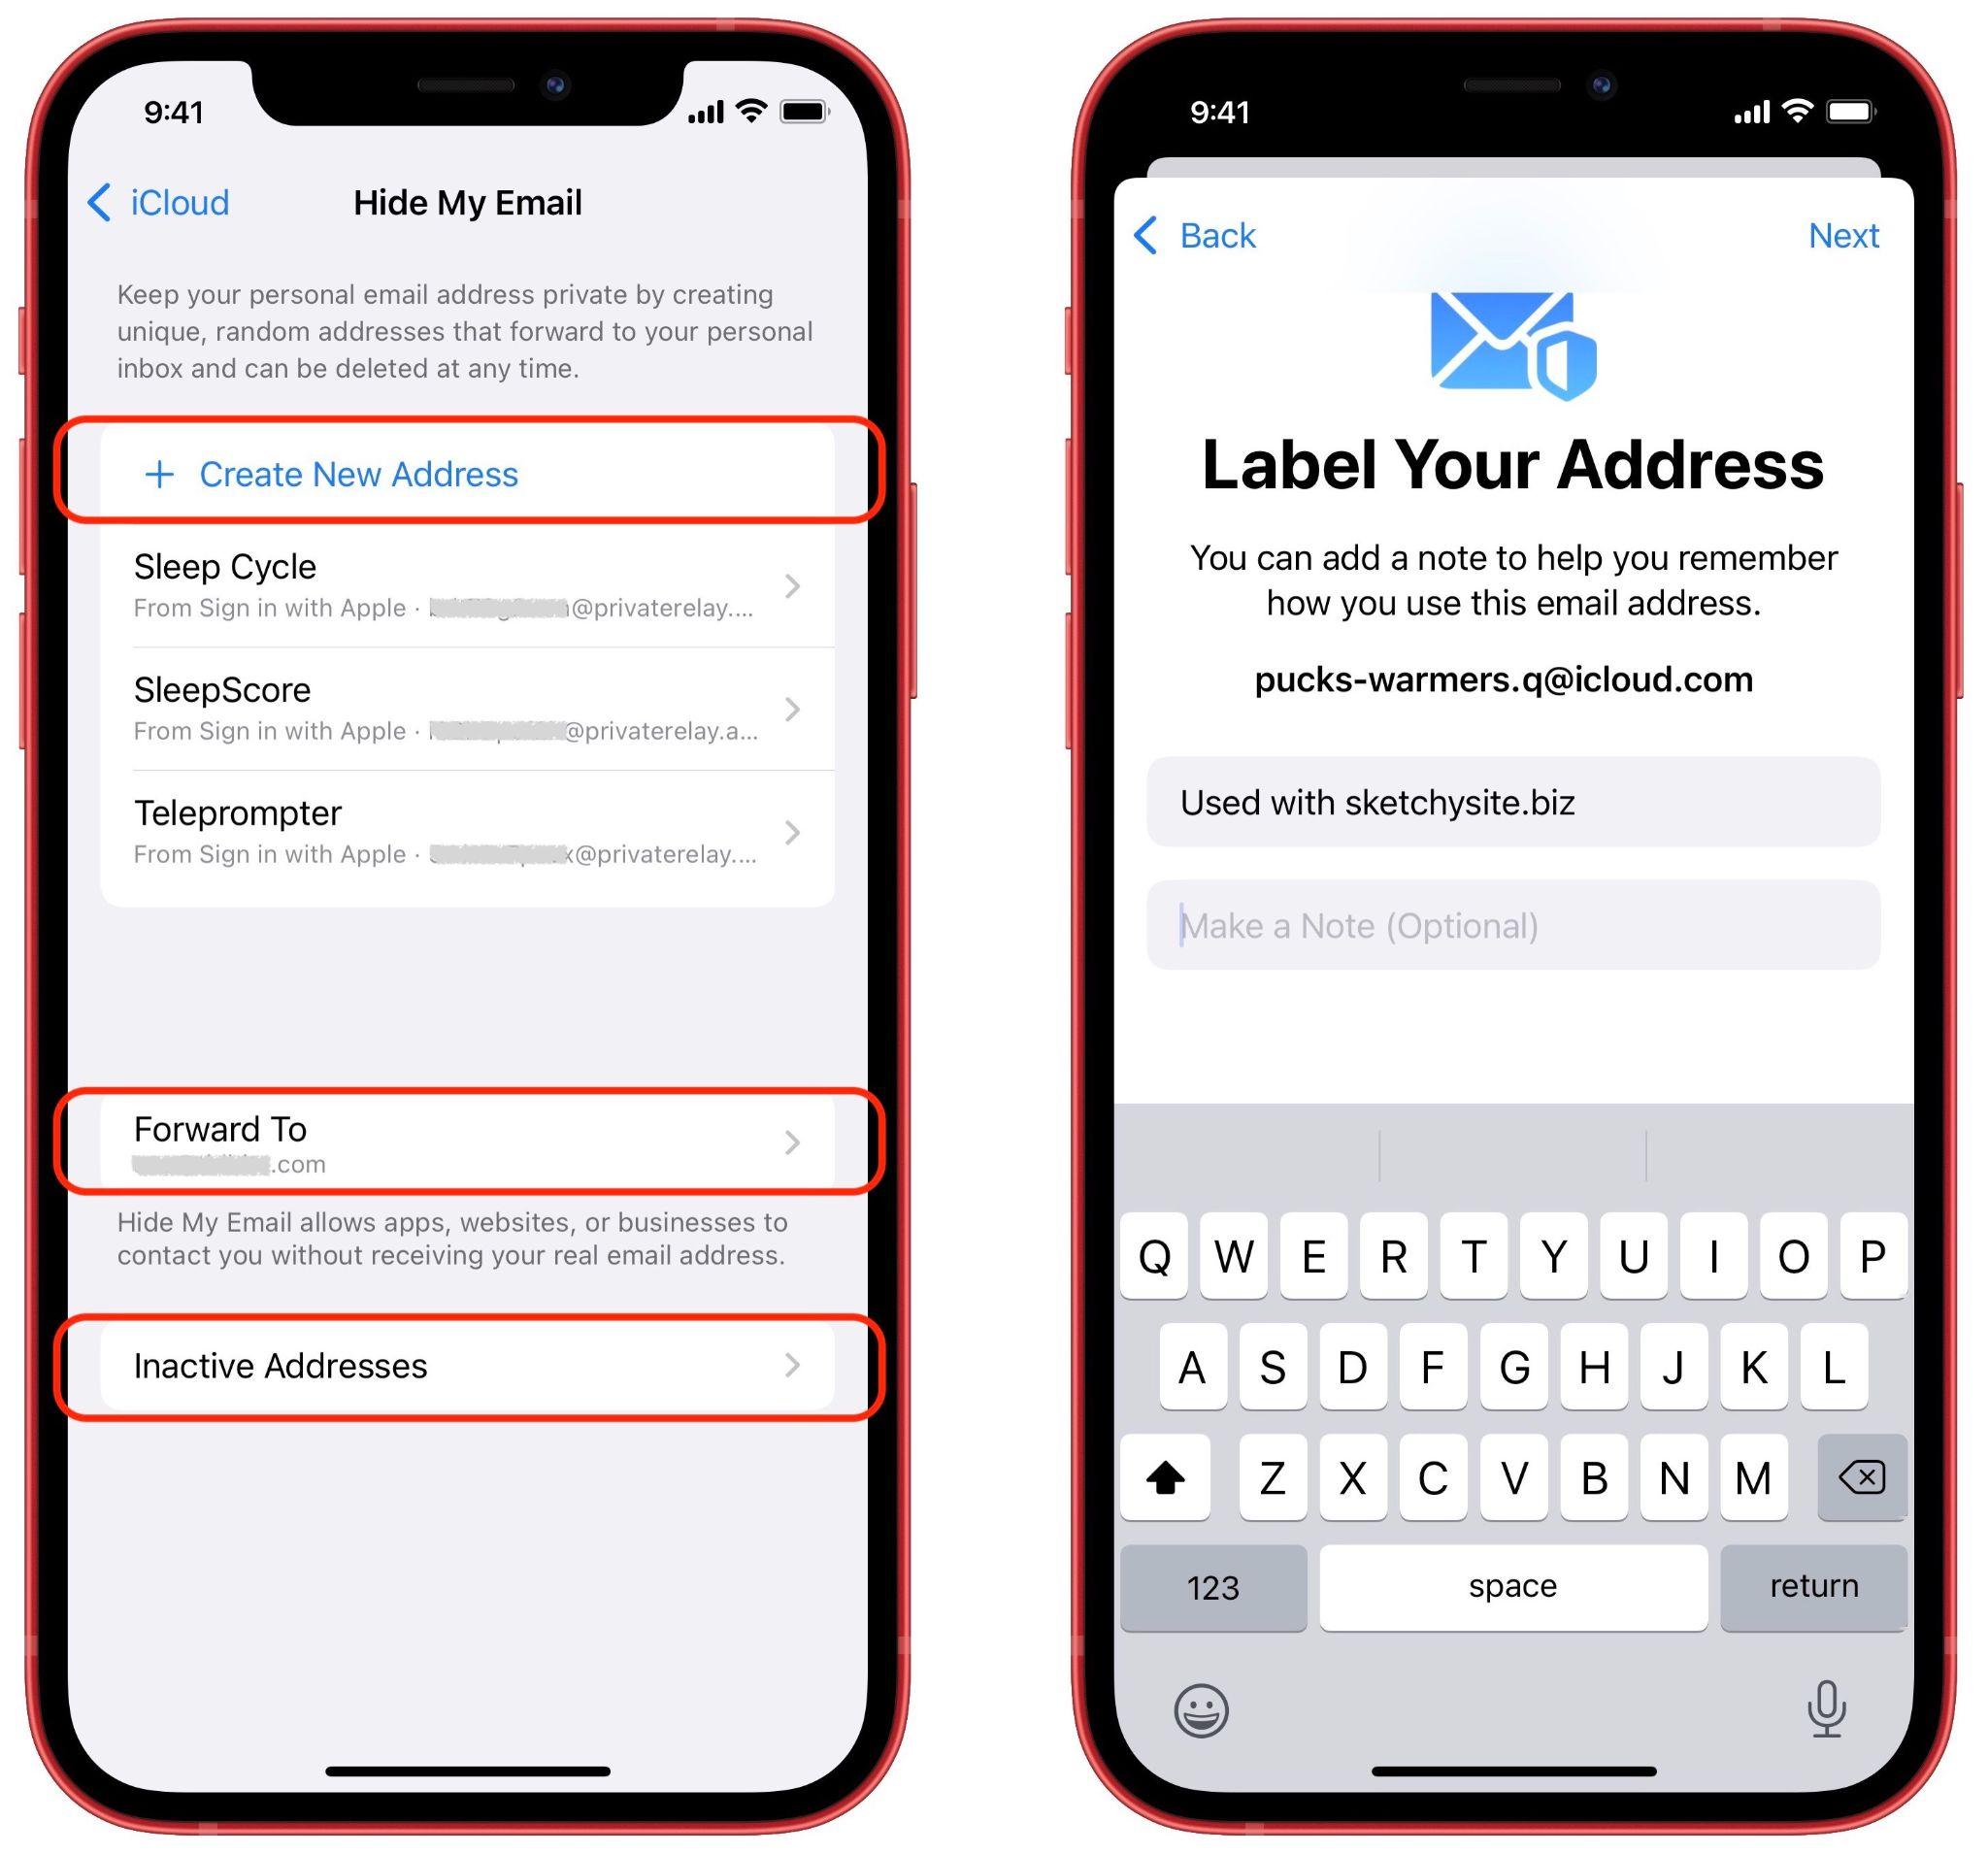 9:41
iCloud
Hide My Email
Keep your personal email address private by creating
unique, random addresses that forward to your personal
inbox and can be deleted at any time.
+ Create New Address
Sleep Cycle
From Sign in with Apple · @privaterelay....
SleepScore
From Sign in with Apple · @privaterelay.a...
Teleprompter
From Sign in with Apple · x@privaterelay....
Forward To
.com
Hide My Email allows apps, websites, or businesses to
contact you without receiving your real email address.
Inactive Addresses
9:41
Back
Next
Label Your Address
You can add a note to help you remember
how you use this email address.
pucks-warmers.q@icloud.com
Used with sketchysite.biz
Make a Note (Optional)
Q W E R T Y U I O P
A S D F G H J K L
Z X C V B N M
123 space return